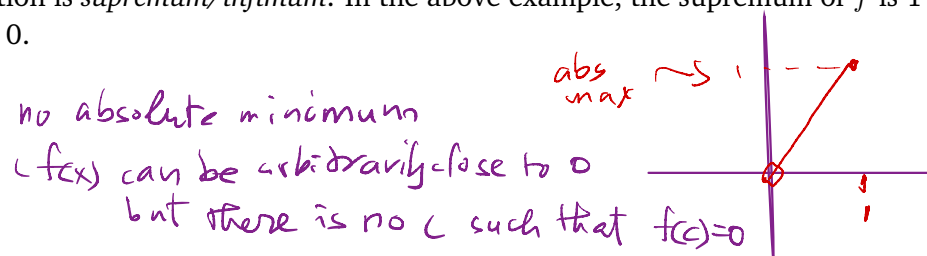 tion is supremum/infimum. In the above example, the supremum of f is 1
0.
abs
max 1
no absolute minimum
(f(x) can be arbitrarily close to 0
but there is no c such that f(c)=0
1